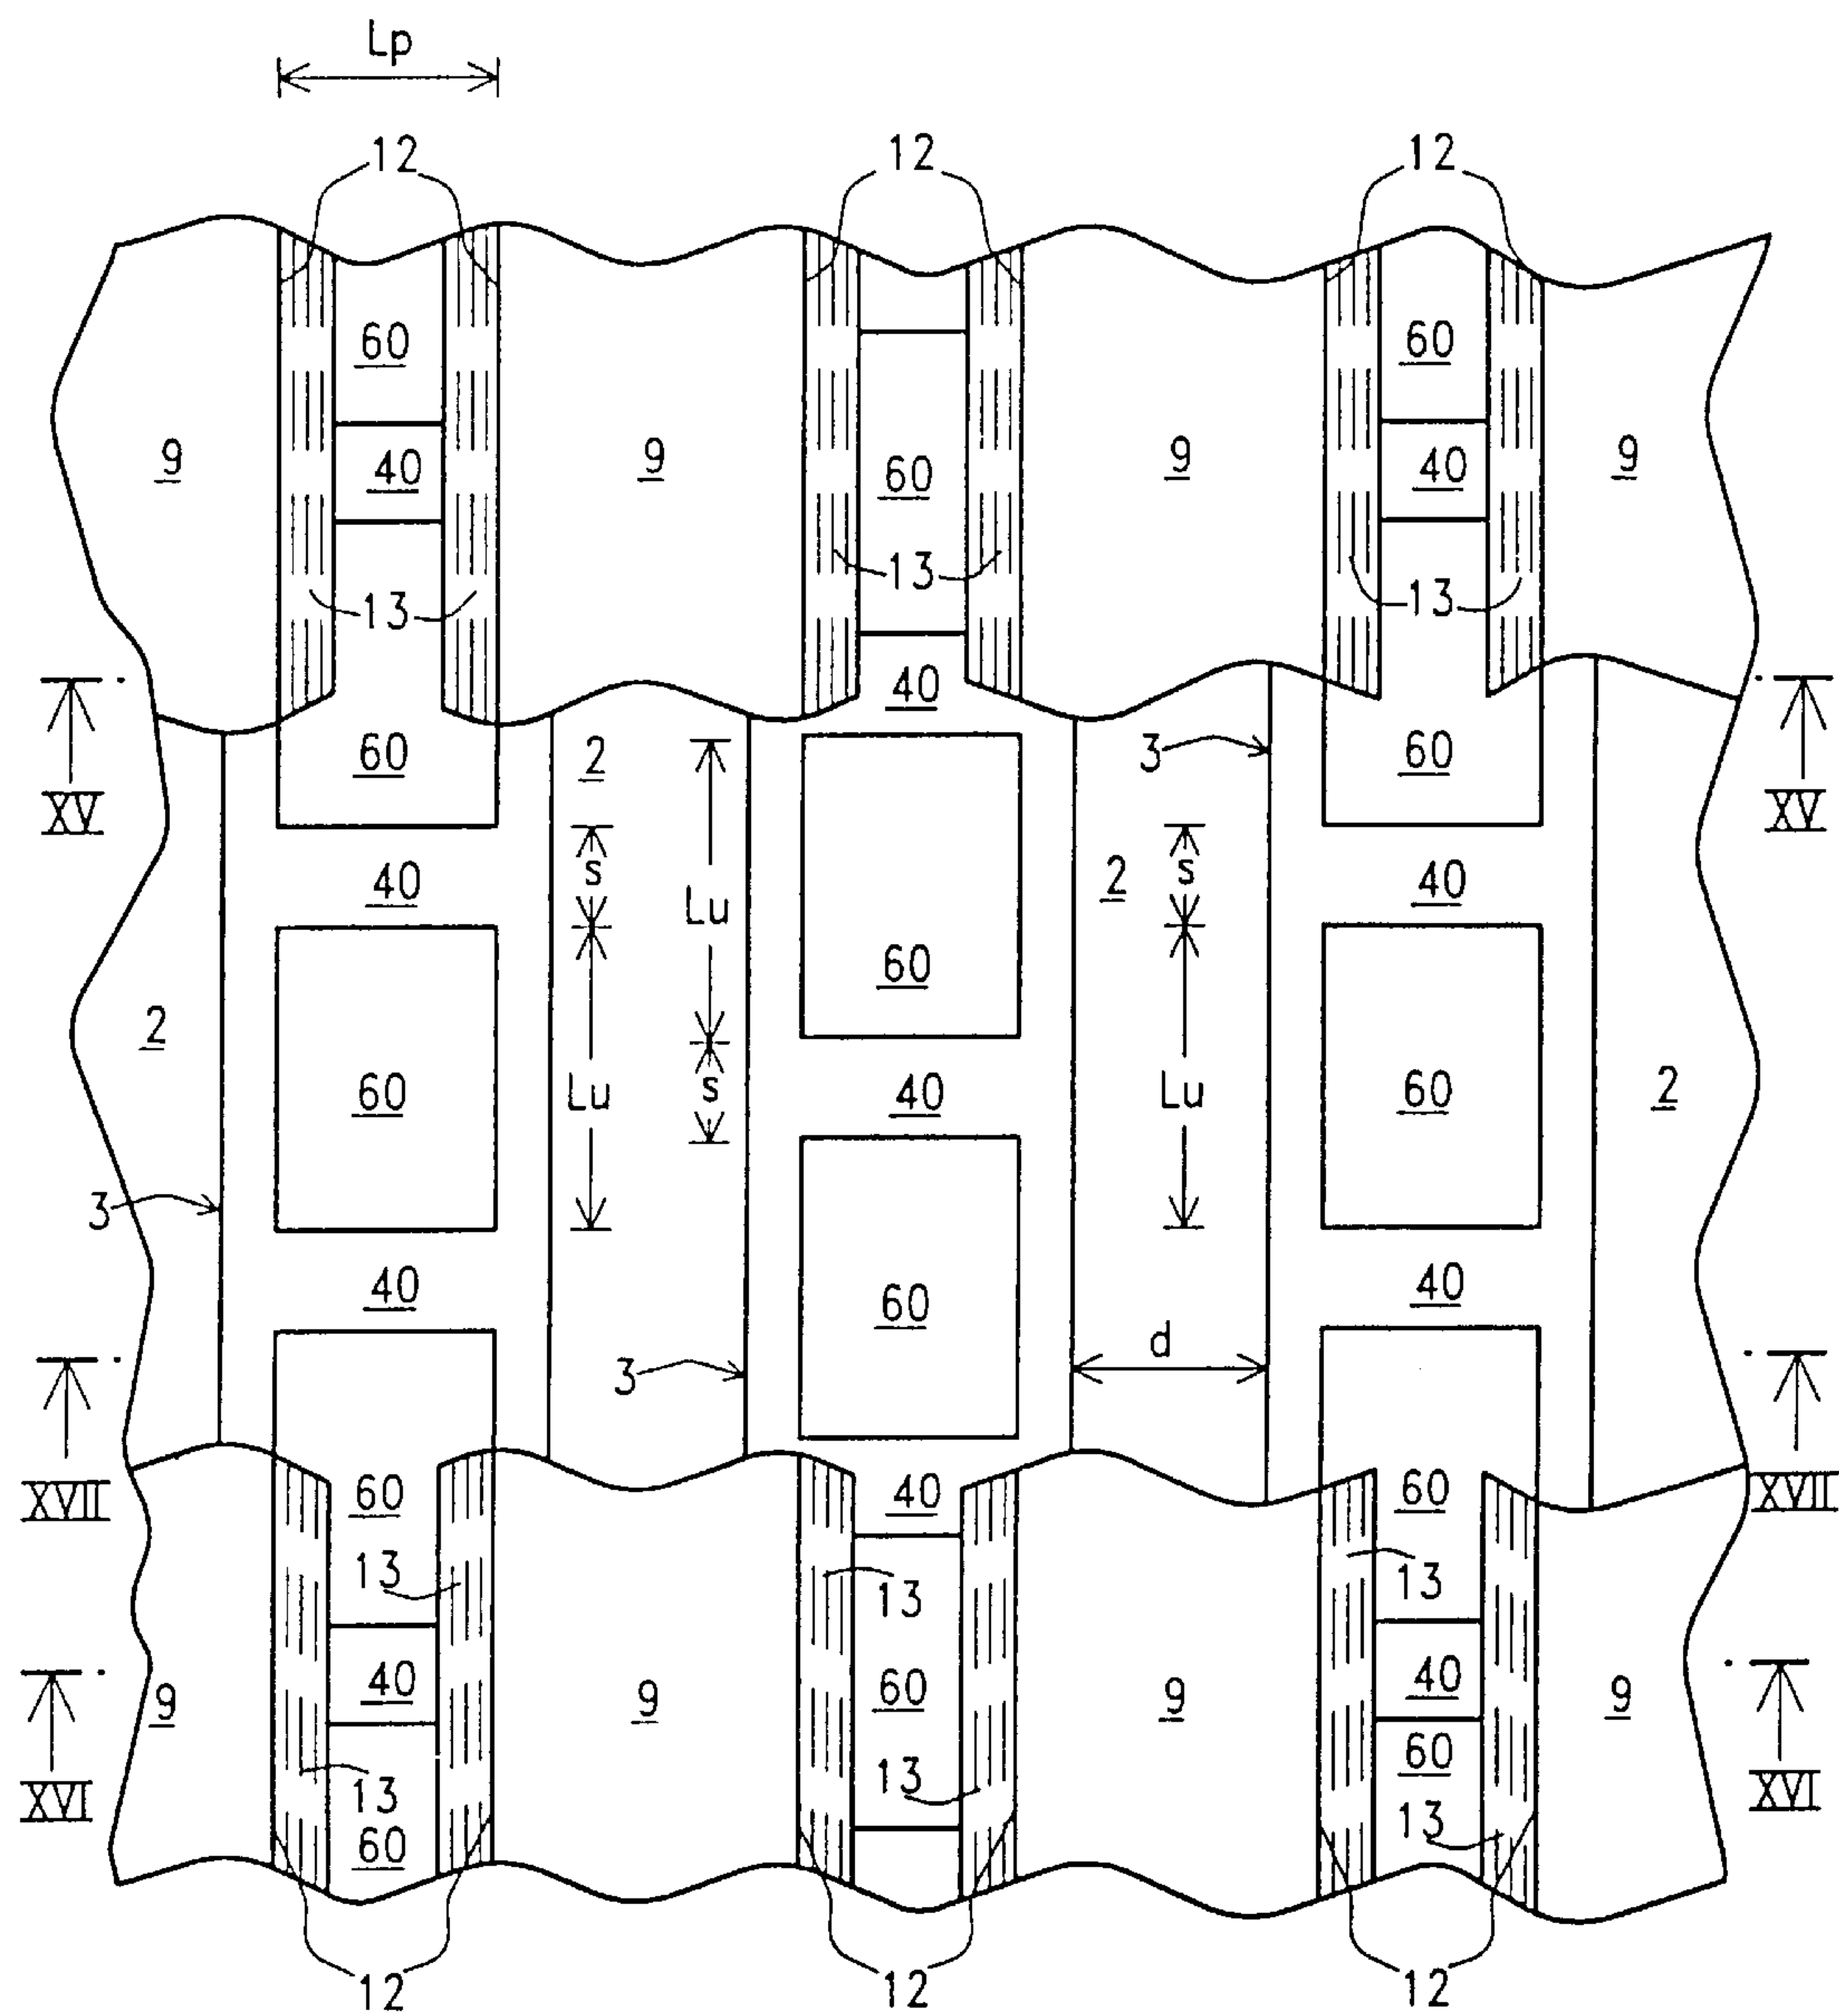 Lp
12 12 12
60 60
9 40 9 60 9 40 9
13 13 13
40
60 2 3 60
XV XV
s s
40 Lu 2 40
60
2 60 Lu s 40 Lu 60 2
3
40 60 40
3 d
XVII 60 40 60 XVII
13 13 13
9 40 9 60 9 40 9
60
XVI 13 13 13 XVI
60
12 12 12